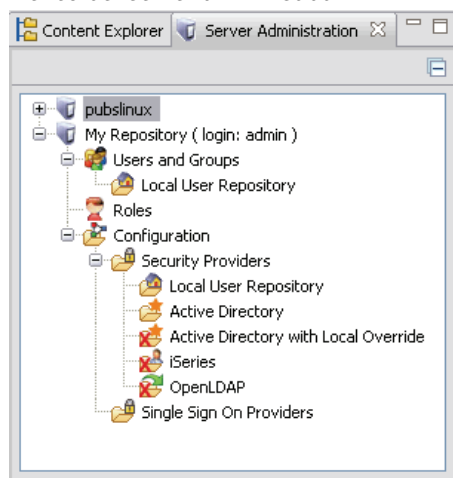 Content Explorer Server Administration
pubslinux
My Repository ( login: admin )
Users and Groups
Local User Repository
Roles
Configuration
Security Providers
Local User Repository
Active Directory
Active Directory with Local Override
iSeries
OpenLDAP
Single Sign On Providers